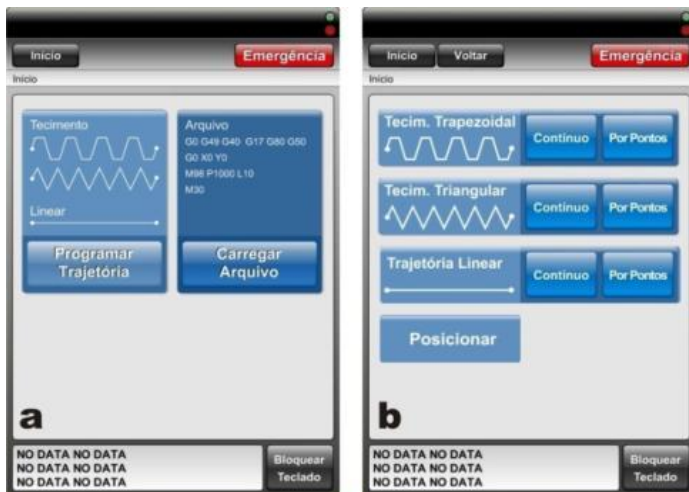 Início
Emergência
Início
Tecimento
Linear
Programar
Trajetória
Arquivo
G0 G49 G40 G17 G80 G50
G0 X0 Y0
M98 P1000 L10
M30
Carregar
Arquivo
a
NO DATA NO DATA
NO DATA NO DATA
NO DATA NO DATA
Bloquear
Teclado
Início
Voltar
Emergência
Início
Tecim. Trapezoidal
Contínuo
Por Pontos
Tecim. Triangular
Contínuo
Por Pontos
Trajetória Linear
Contínuo
Por Pontos
Posicionar
b
NO DATA NO DATA
NO DATA NO DATA
NO DATA NO DATA
Bloquear
Teclado